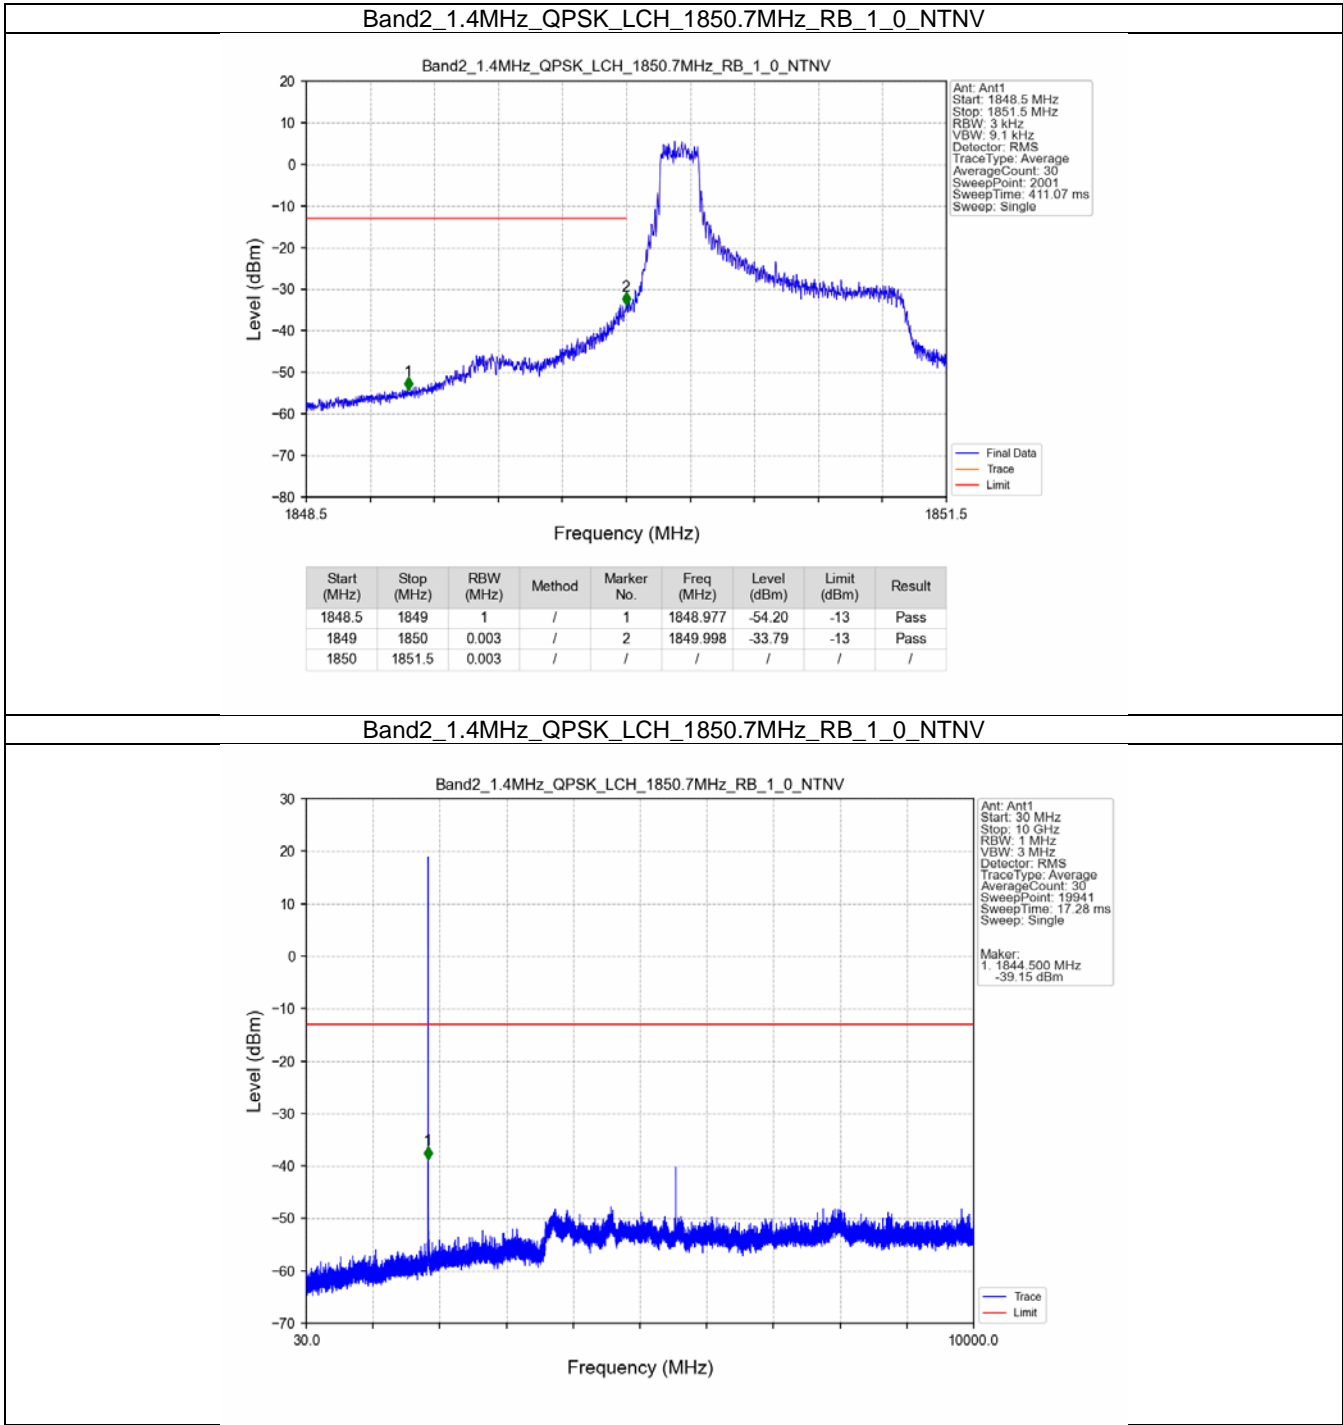 Band2_1.4MHz_QPSK_LCH_1850.7MHz_RB_1_0_NTNV
Band2_1.4MHz_QPSK_LCH_1850.7MHz_RB_1_0_NTNV
Ant: Ant1
Start: 1848.5 MHz
Stop: 1851.5 MHz
RBW: 3 kHz
VBW: 9.1 kHz
Detector: RMS
TraceType: Average
AverageCount: 30
SweepPoint: 2001
SweepTime: 411.07 ms
Sweep: Single
20
10
0
−10
−20
−30
−40
−50
−60
−70
−80
Level (dBm)
1
2
Final Data
Trace
Limit
1848.5 1851.5
Frequency (MHz)
Start (MHz) Stop (MHz) RBW (MHz) Method Marker No. Freq (MHz) Level (dBm) Limit (dBm) Result
1848.5 1849 1 / 1 1848.977 -54.20 -13 Pass
1849 1850 0.003 / 2 1849.998 -33.79 -13 Pass
1850 1851.5 0.003 / / / / / /
Band2_1.4MHz_QPSK_LCH_1850.7MHz_RB_1_0_NTNV
Band2_1.4MHz_QPSK_LCH_1850.7MHz_RB_1_0_NTNV
Ant: Ant1
Start: 30 MHz
Stop: 10 GHz
RBW: 1 MHz
VBW: 3 MHz
Detector: RMS
TraceType: Average
AverageCount: 30
SweepPoint: 19941
SweepTime: 17.28 ms
Sweep: Single
Maker:
1. 1844.500 MHz
-39.15 dBm
30
20
10
0
−10
−20
−30
−40
−50
−60
−70
Level (dBm)
1
Trace
Limit
30.0 10000.0
Frequency (MHz)